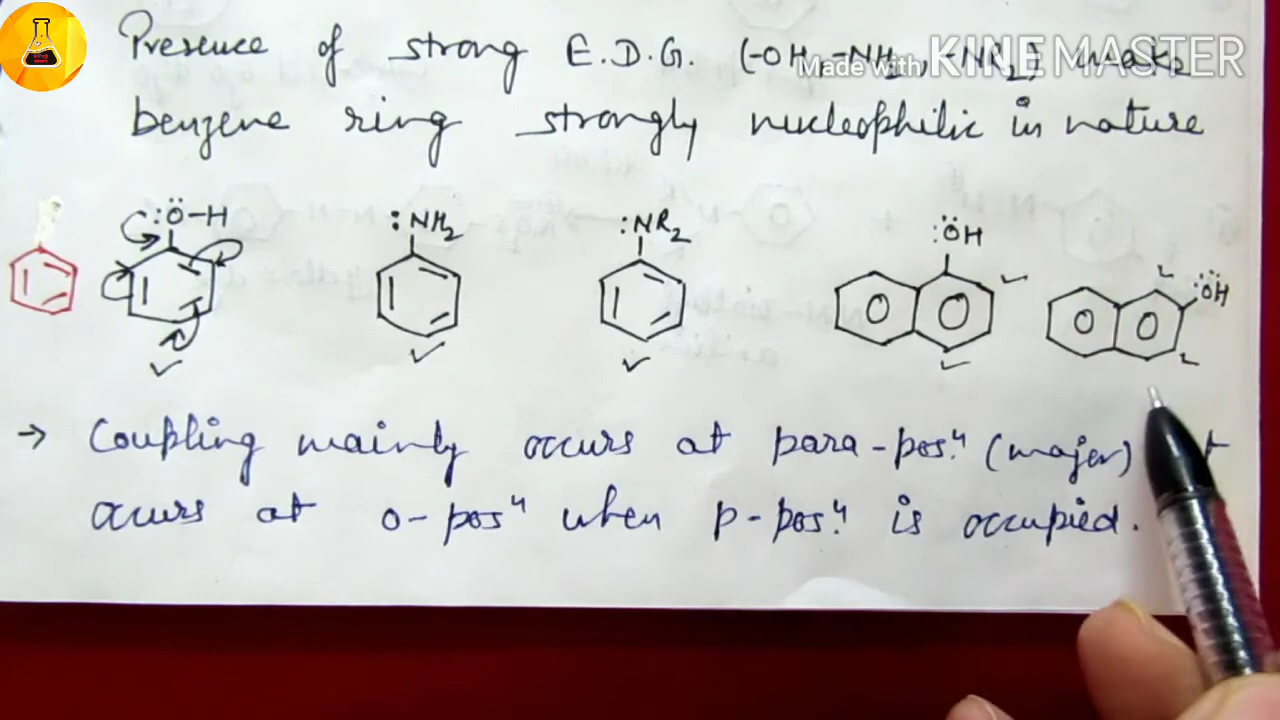 Presence of strong E.D.G. (-OH, -NH2, -NR2) make
Made with KINEMASTER
benzene ring strongly nucleophilic in nature
:Ö-H :NH2 :NR2 :ÖH :ÖH
→ Coupling mainly occurs at para-posⁿ. (major)
occurs at o-posⁿ when p-posⁿ. is occupied.